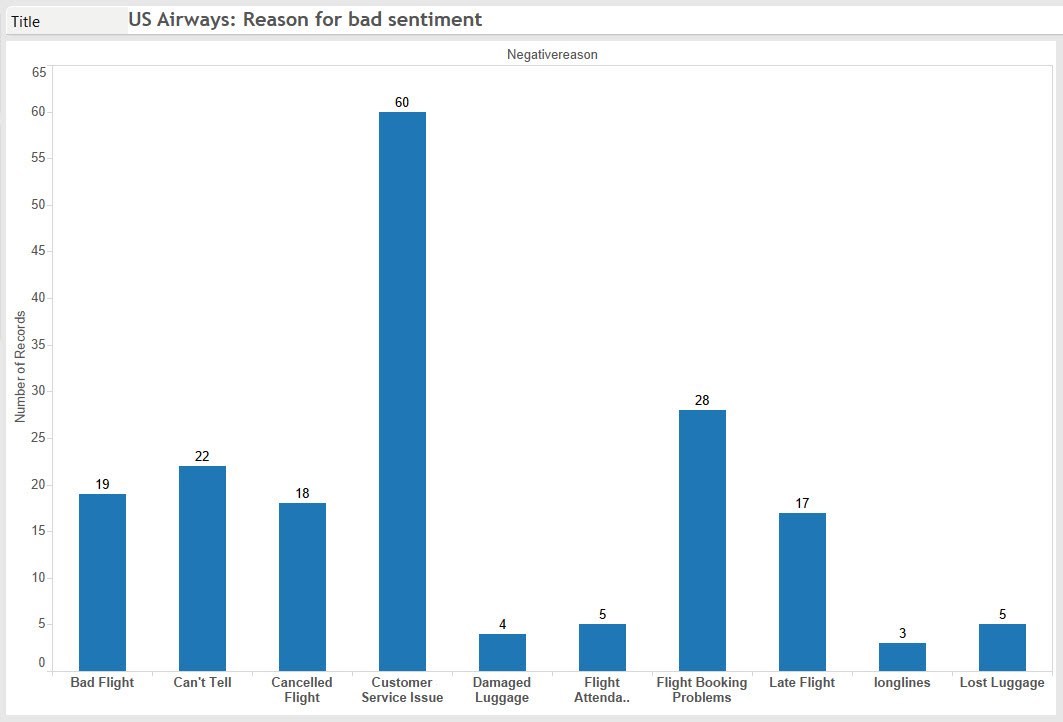 Title
US Airways: Reason for bad sentiment
Negativereason
Number of Records
65
60
55
50
45
40
35
30
25
20
15
10
5
0
19
22
18
60
4
5
28
17
3
5
Bad Flight
Can't Tell
Cancelled
Flight
Customer
Service Issue
Damaged
Luggage
Flight
Attenda..
Flight Booking
Problems
Late Flight
longlines
Lost Luggage